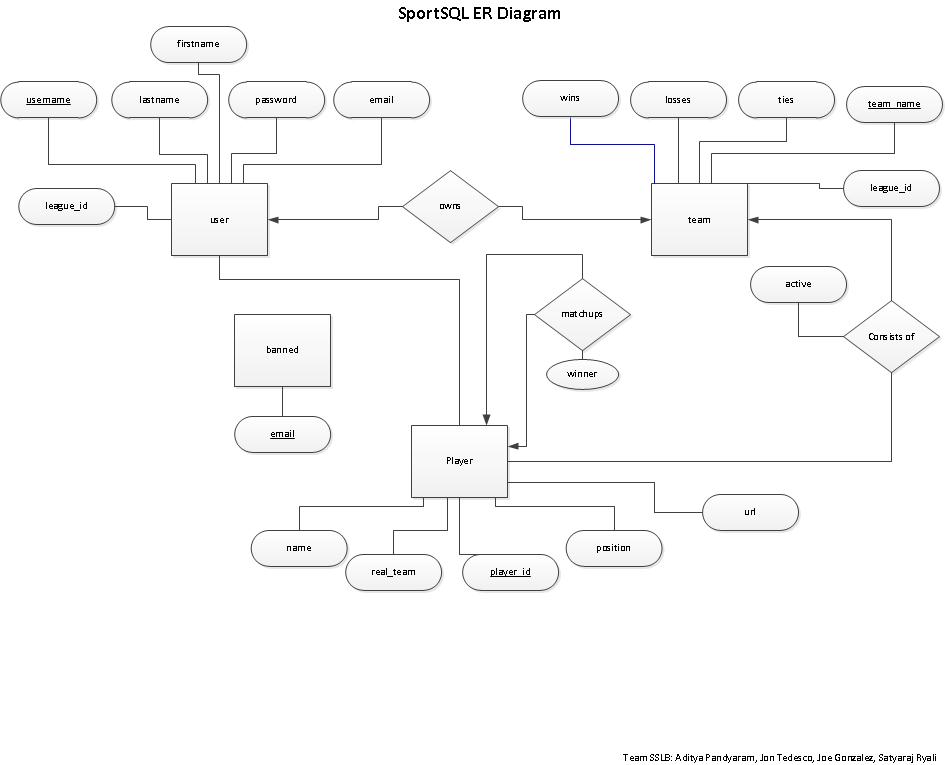 SportSQL ER Diagram
firstname
username
lastname
password
email
wins
losses
ties
team_name
league_id
user
owns
team
league_id
active
matchups
Consists of
banned
winner
email
Player
url
name
position
real_team
player_id
Team SSLB: Aditya Pandyaram, Jon Tedesco, Joe Gonzalez, Satyaraj Ryali